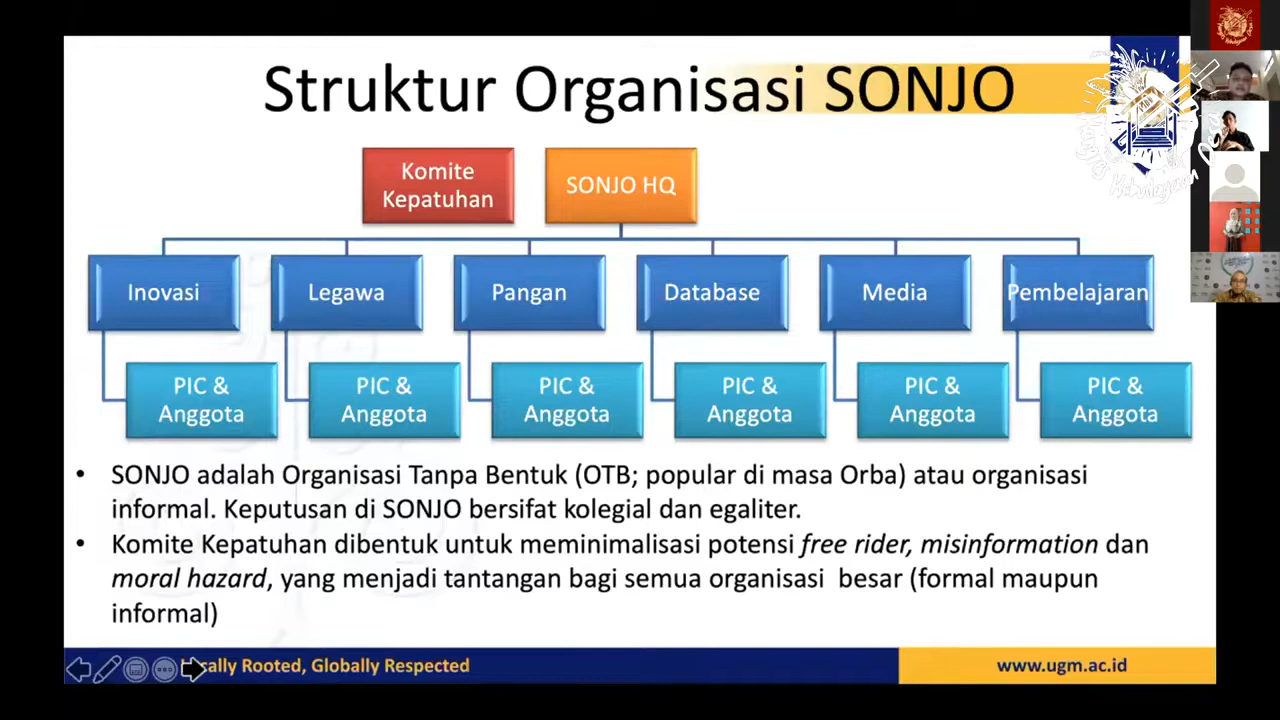 Struktur Organisasi SONJO
Komite
Kepatuhan
SONJO HQ
Inovasi
Legawa
Pangan
Database
Media
Pembelajaran
PIC &
Anggota
PIC &
Anggota
PIC &
Anggota
PIC &
Anggota
PIC &
Anggota
PIC &
Anggota
• SONJO adalah Organisasi Tanpa Bentuk (OTB; popular di masa Orba) atau organisasi
informal. Keputusan di SONJO bersifat kolegial dan egaliter.
• Komite Kepatuhan dibentuk untuk meminimalisasi potensi free rider, misinformation dan
moral hazard, yang menjadi tantangan bagi semua organisasi besar (formal maupun
informal)
Rooted, Globally Respected
www.ugm.ac.id